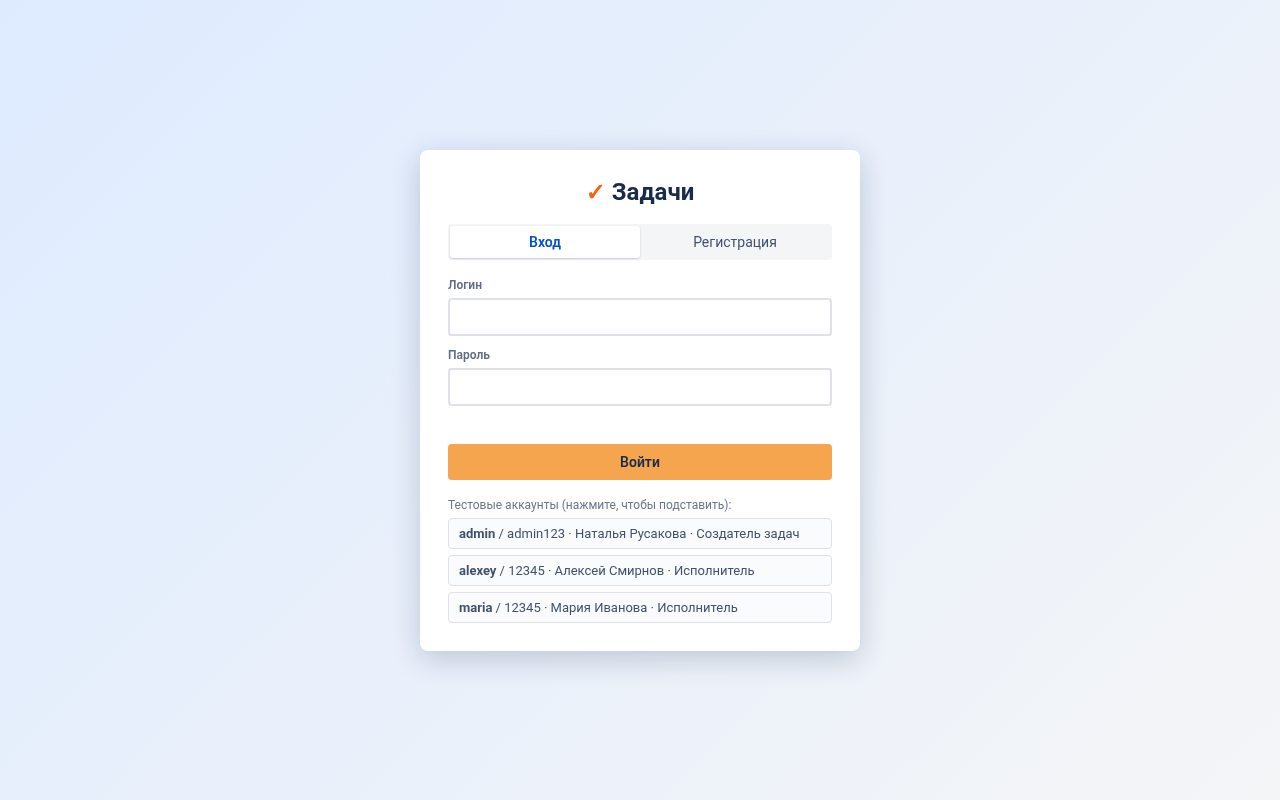 ✓ Задачи
Вход
Регистрация
Логин
Пароль
Войти
Тестовые аккаунты (нажмите, чтобы подставить):
admin / admin123 · Наталья Русакова · Создатель задач
alexey / 12345 · Алексей Смирнов · Исполнитель
maria / 12345 · Мария Иванова · Исполнитель